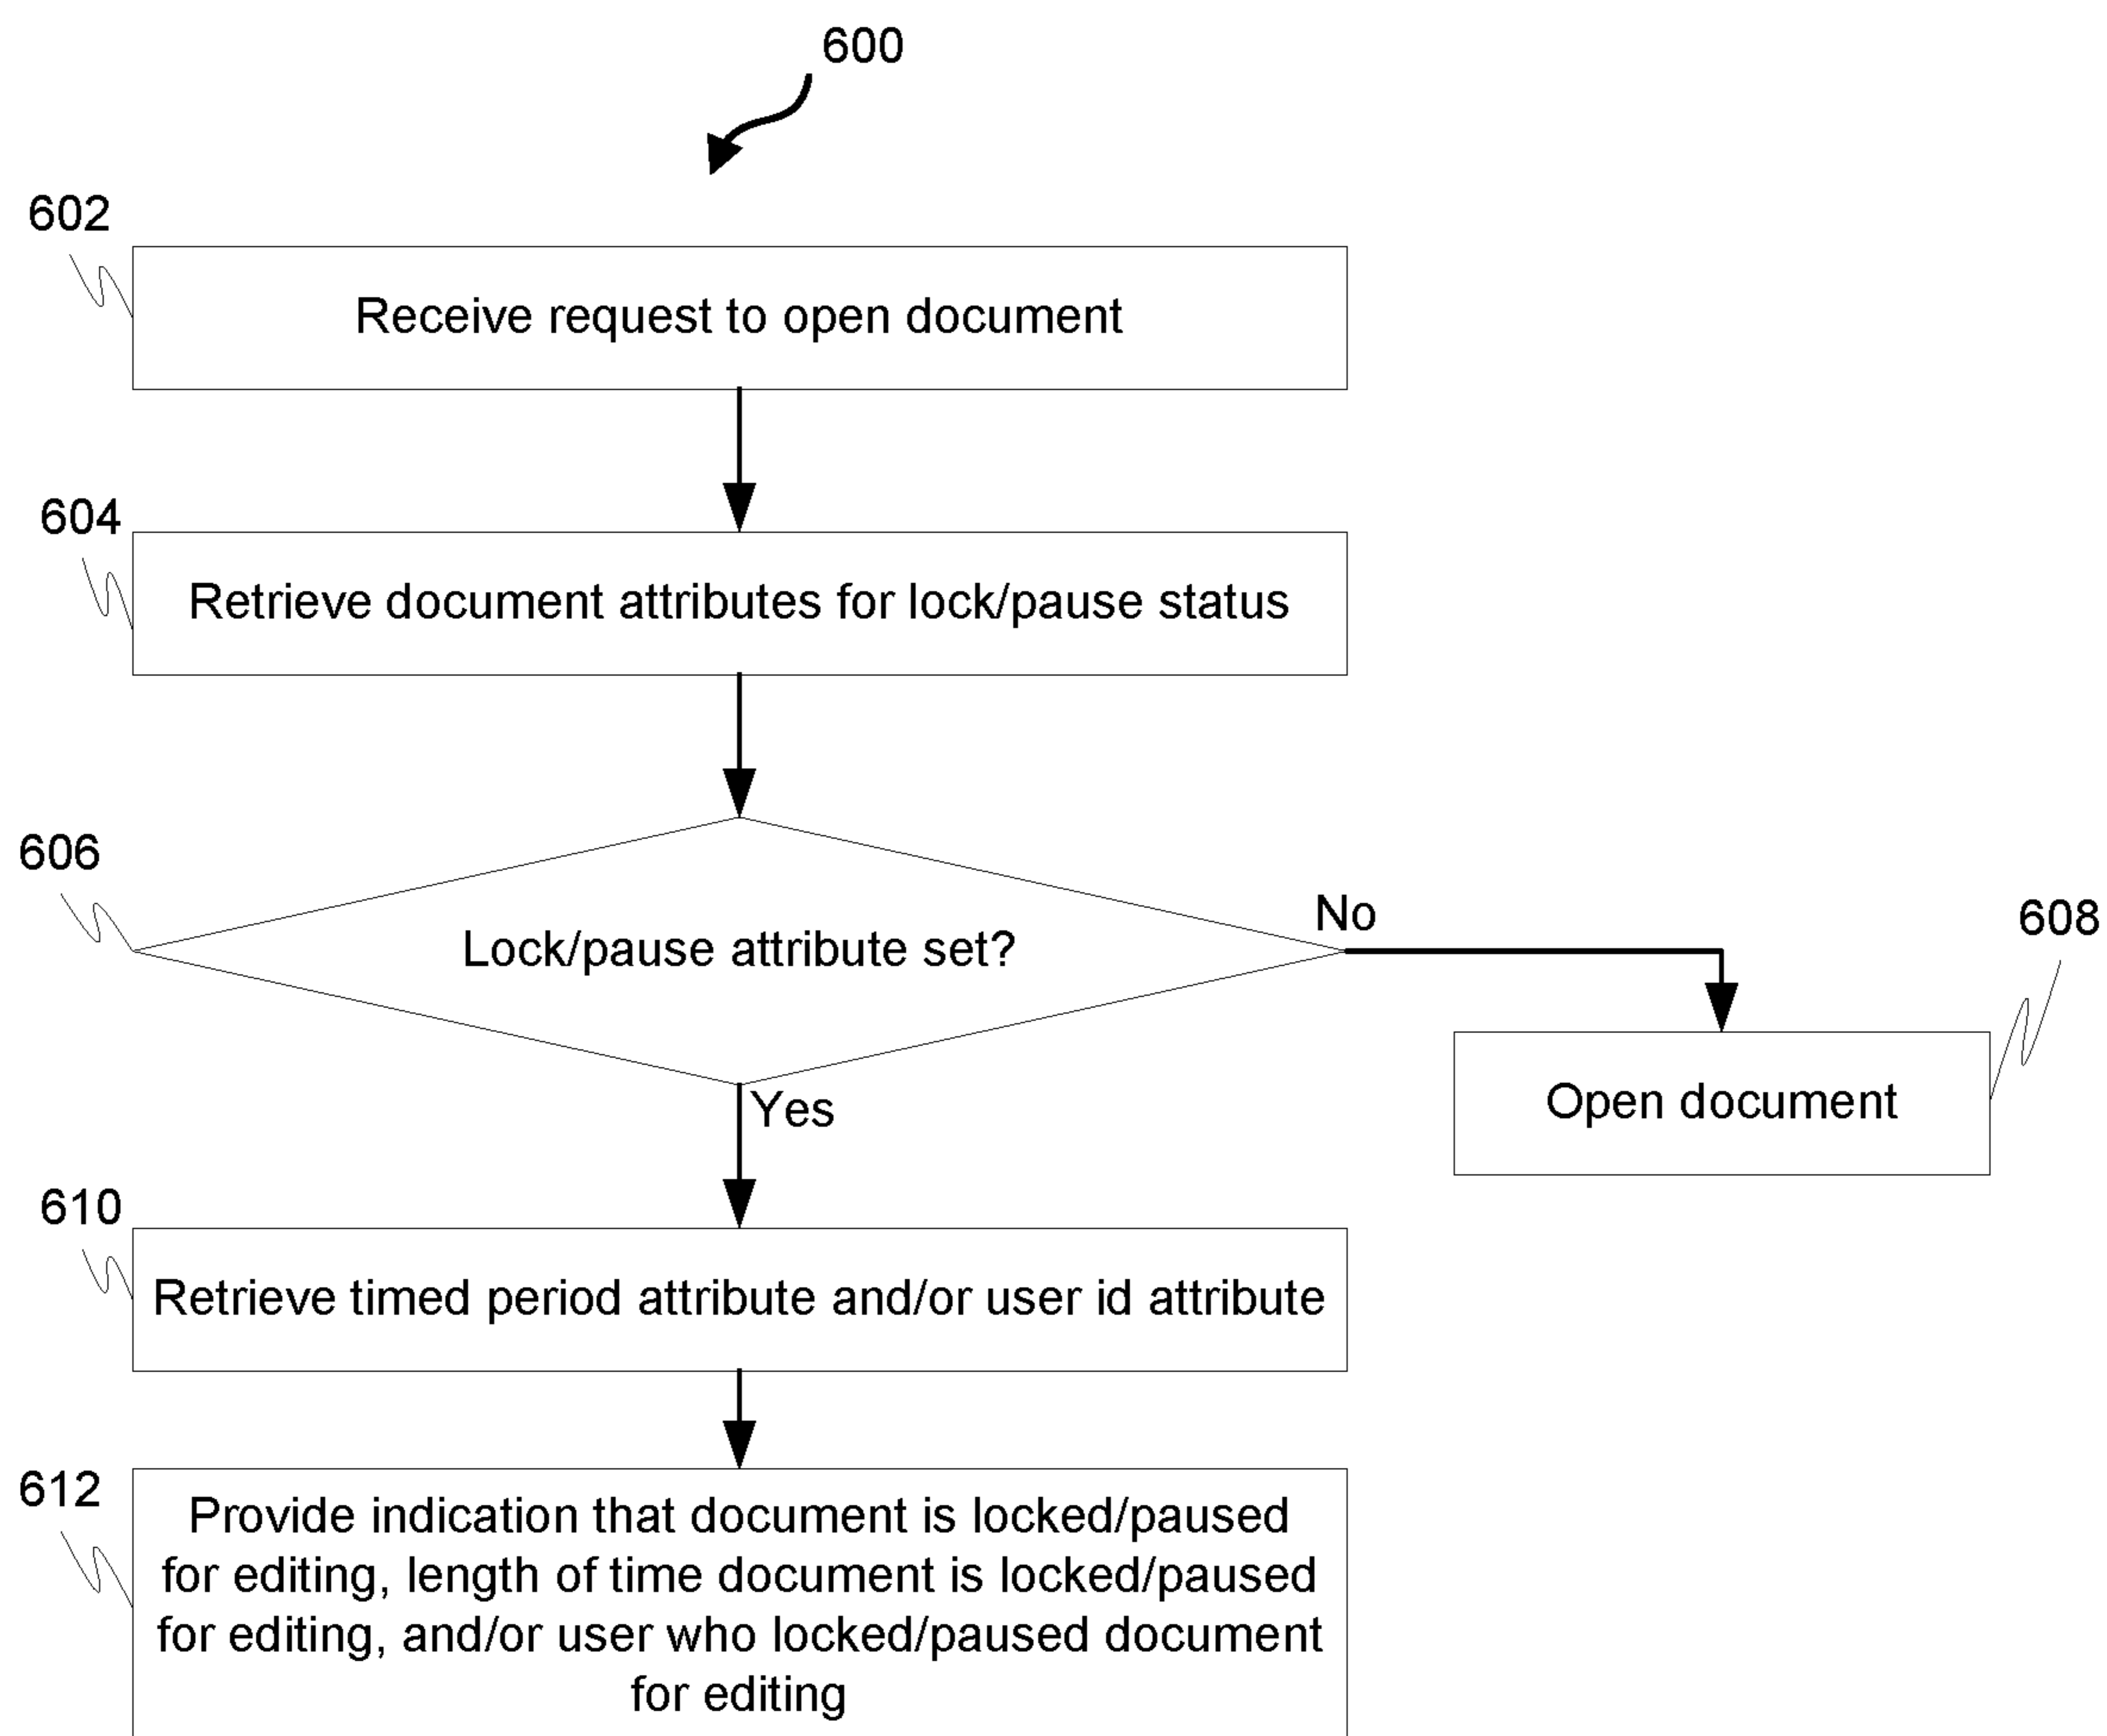 600
602
Receive request to open document
604
Retrieve document attributes for lock/pause status
606
Lock/pause attribute set?
No
608
Open document
Yes
610
Retrieve timed period attribute and/or user id attribute
612
Provide indication that document is locked/paused
for editing, length of time document is locked/paused
for editing, and/or user who locked/paused document
for editing